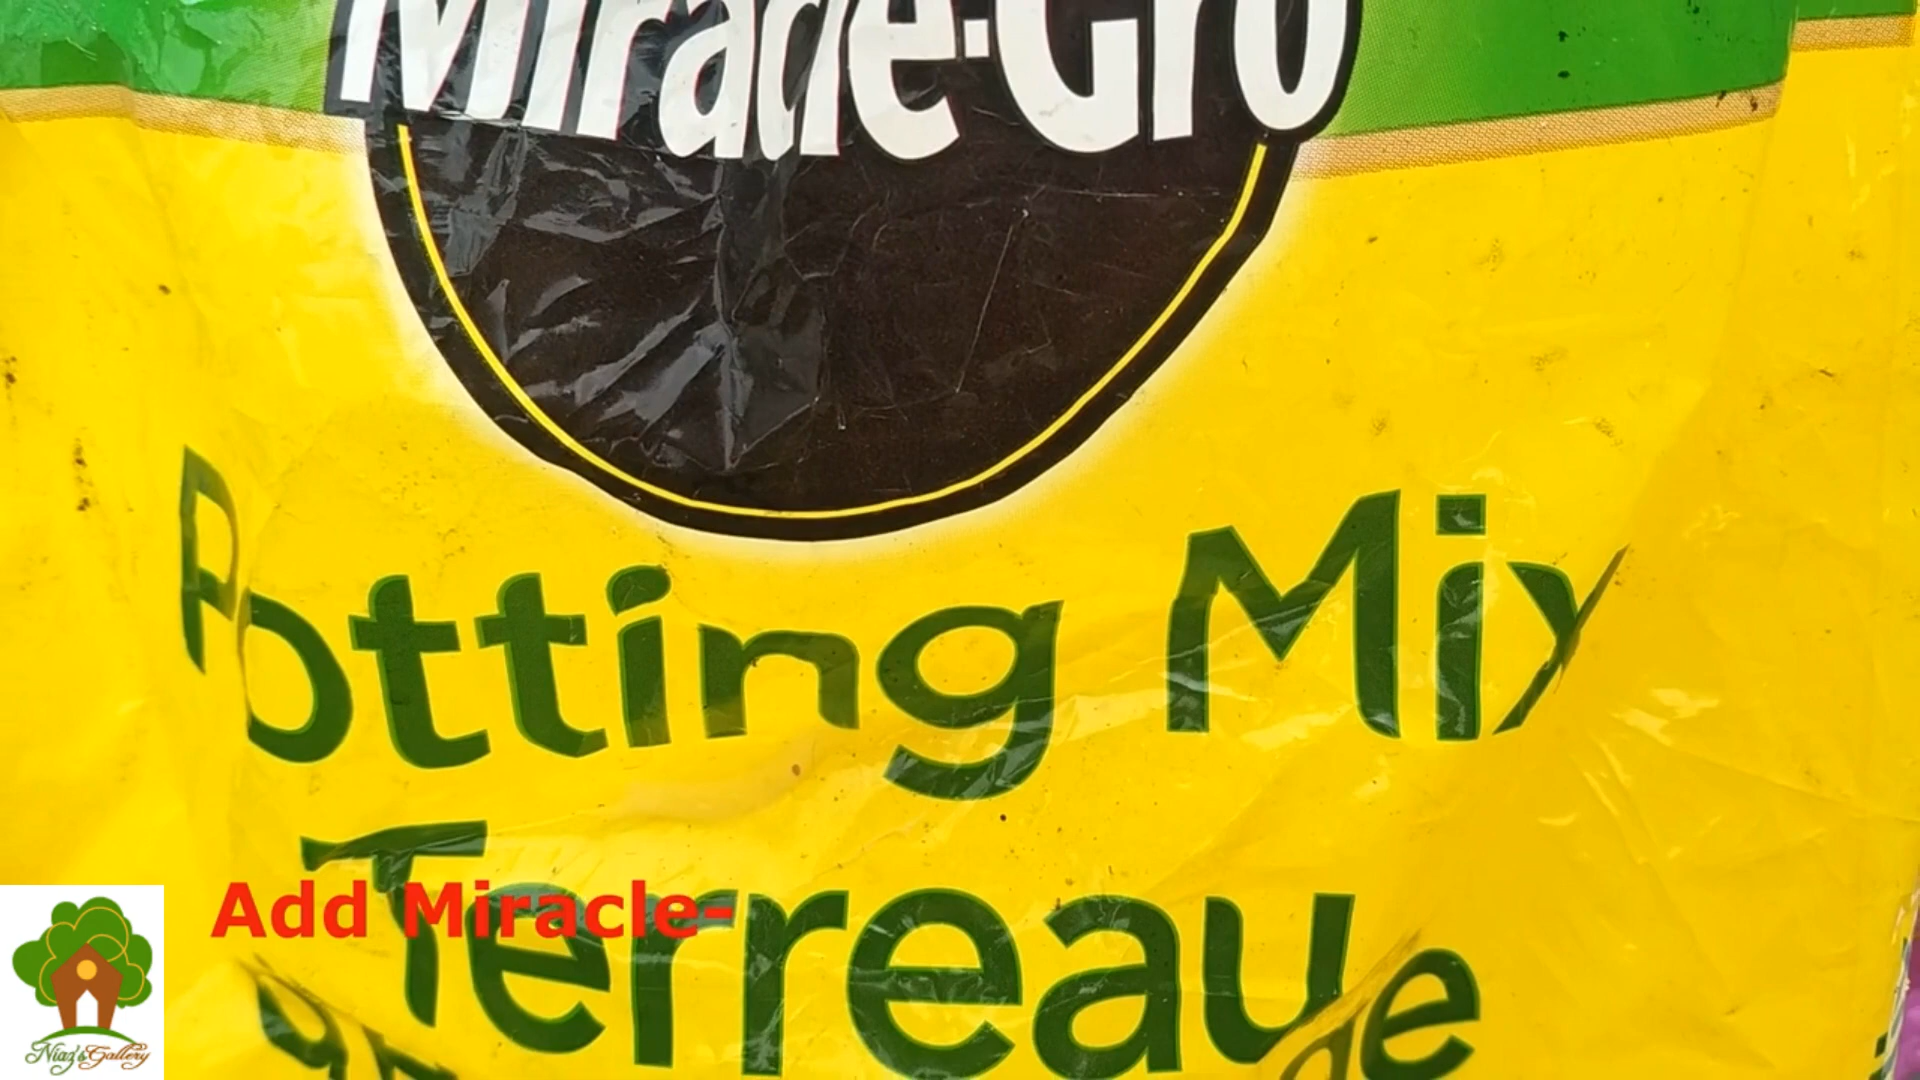 Miracle-Gro
Potting Mix
Terreau
Add Miracle-
Niaz's Gallery